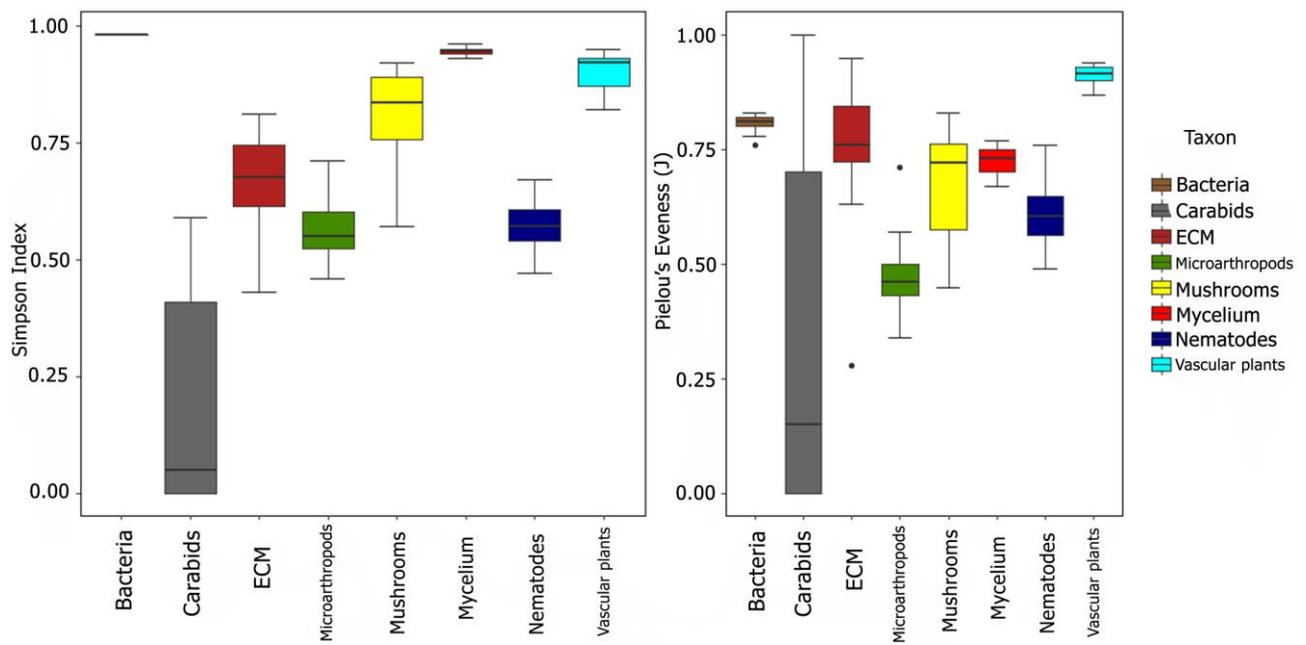 1.00
0.75
0.50
0.25
0.00
Simpson Index
Bacteria
Carabids
ECM
Microarthropods
Mushrooms
Mycelium
Nematodes
Vascular plants
1.00
0.75
0.50
0.25
0.00
Pielou's Eveness (J)
Bacteria
Carabids
ECM
Microarthropods
Mushrooms
Mycelium
Nematodes
Vascular plants
Taxon
Bacteria
Carabids
ECM
Microarthropods
Mushrooms
Mycelium
Nematodes
Vascular plants